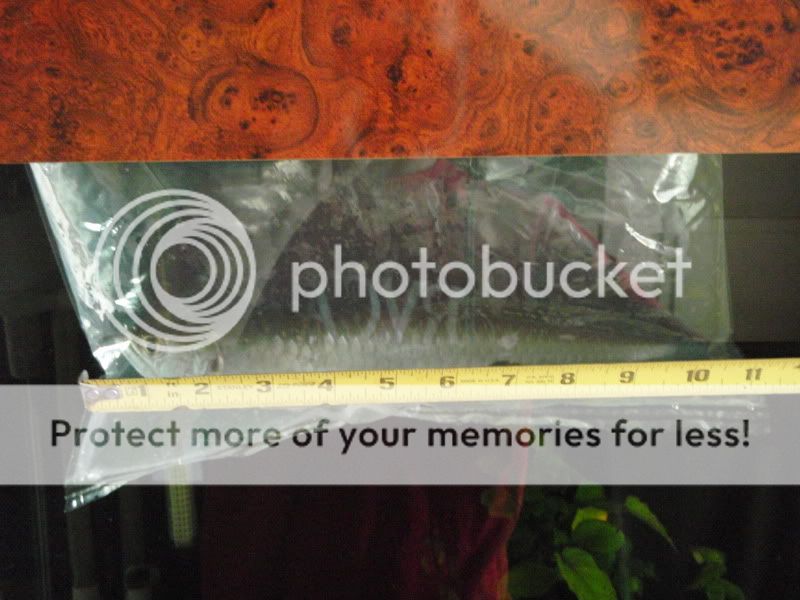 photobucket
1 2 3 4 5 6 7 8 9 10 11
Protect more of your memories for less!